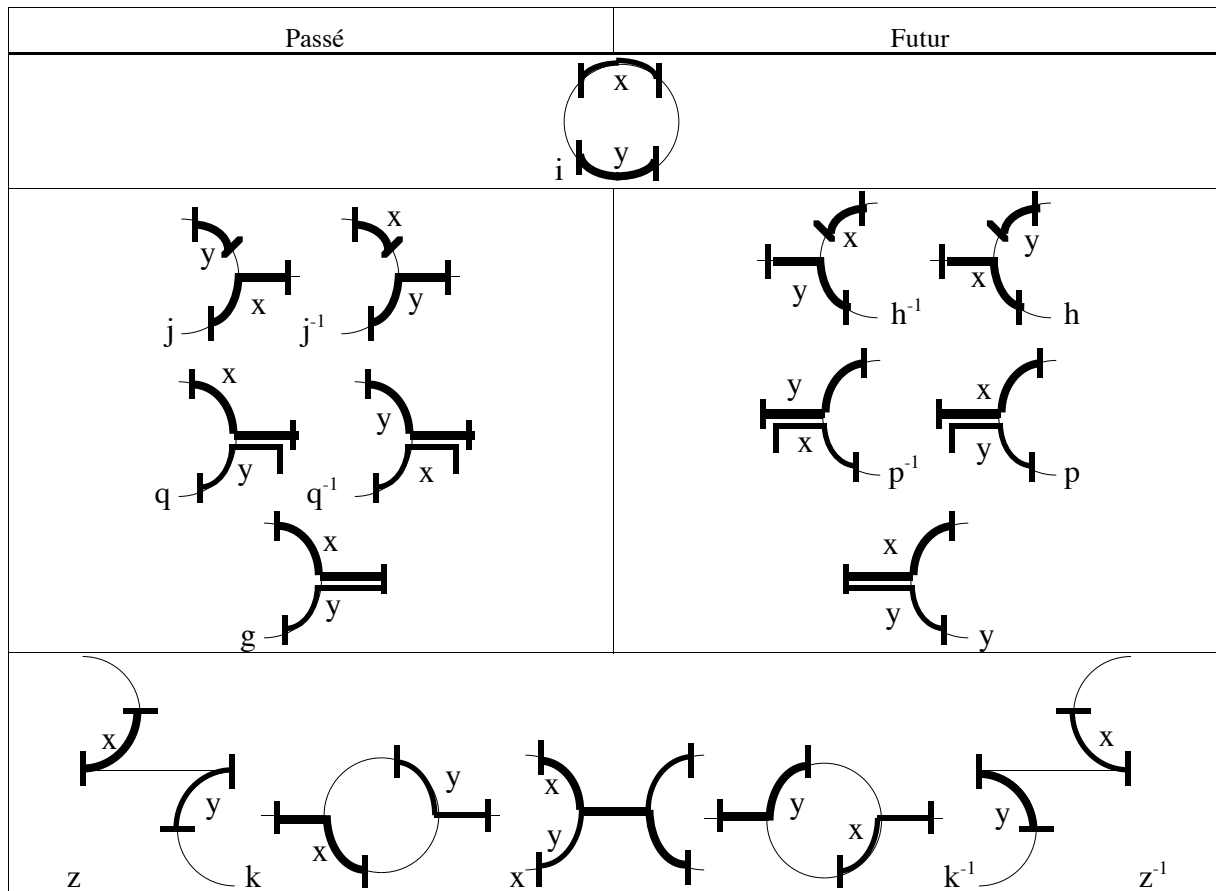 Passé Futur
x
y
i
y x x y
x y y x
j j⁻¹ h⁻¹ h
x y y x
y x x y
q q⁻¹ p⁻¹ p
x x
y y
g y
x y x y x
y x y x y
z k x k⁻¹ z⁻¹